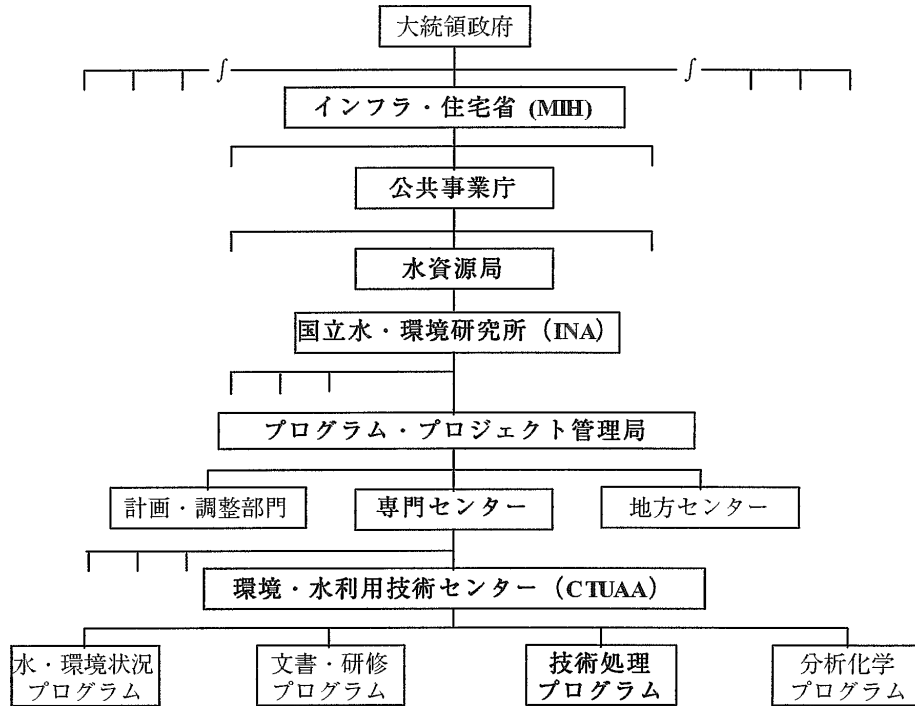 大統領政府
インフラ・住宅省 (MIH)
公共事業庁
水資源局
国立水・環境研究所 (INA)
プログラム・プロジェクト管理局
計画・調整部門
専門センター
地方センター
環境・水利用技術センター (CTUAA)
水・環境状況
プログラム
文書・研修
プログラム
技術処理
プログラム
分析化学
プログラム